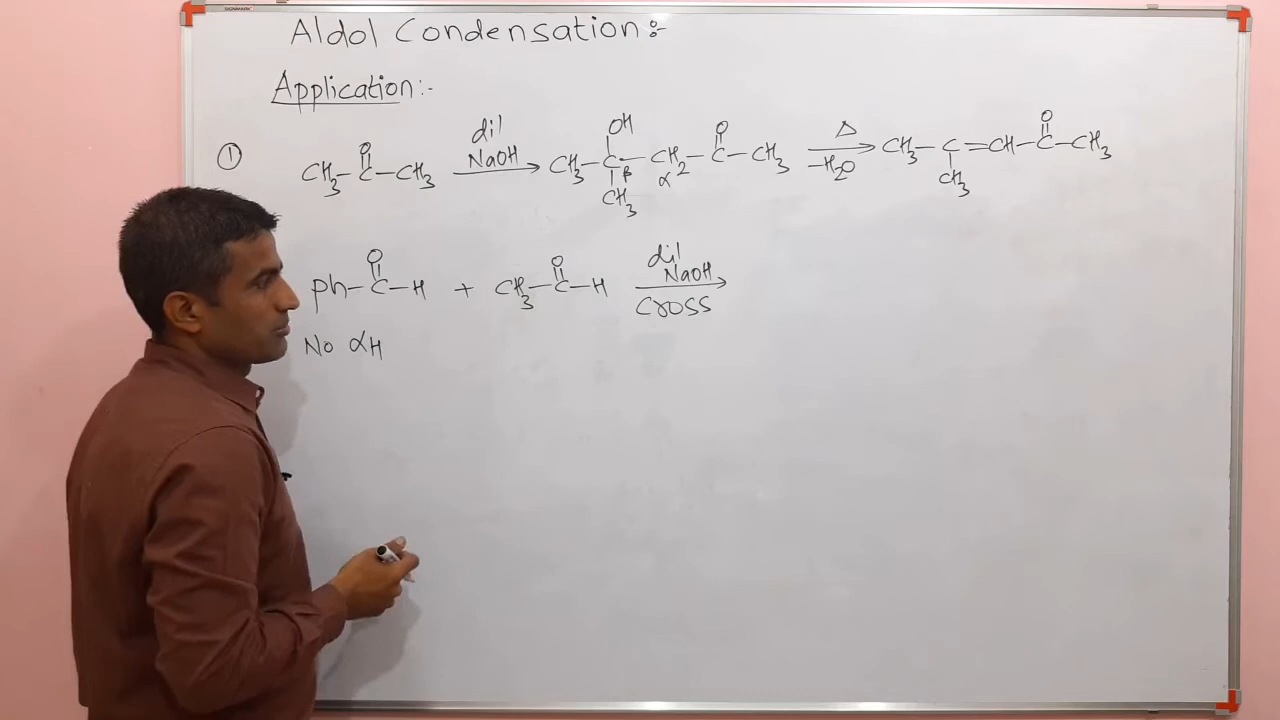 Aldol Condensation:-
Application:-
① CH3-C(=O)-CH3 dil NaOH → CH3-C(OH)(CH3)-CH2-C(=O)-CH3 Δ -H2O → CH3-C(CH3)=CH-C(=O)-CH3
β α
Ph-C(=O)-H + CH3-C(=O)-H dil NaOH cross →
No αH